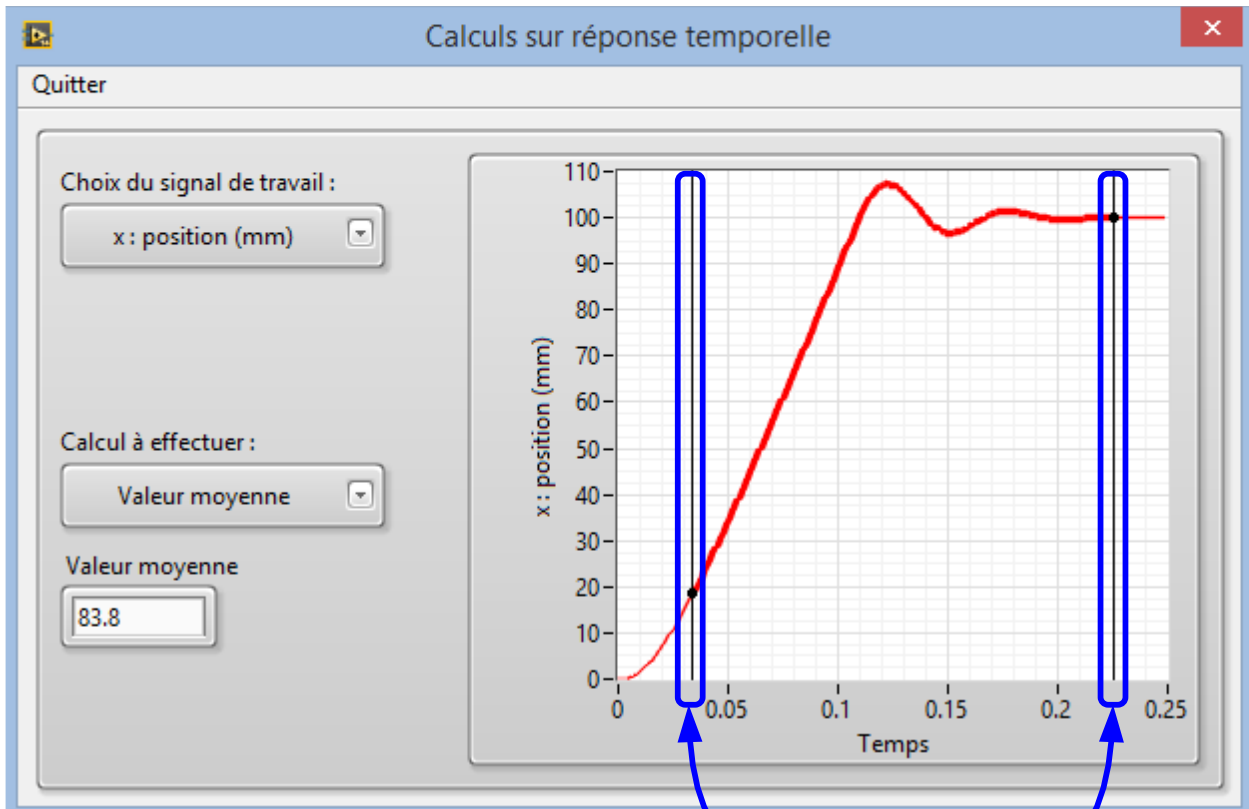 Calculs sur réponse temporelle
Quitter
Choix du signal de travail :
x : position (mm)
Calcul à effectuer :
Valeur moyenne
Valeur moyenne
83.8
x : position (mm)
110
100
90
80
70
60
50
40
30
20
10
0
0 0.05 0.1 0.15 0.2 0.25
Temps